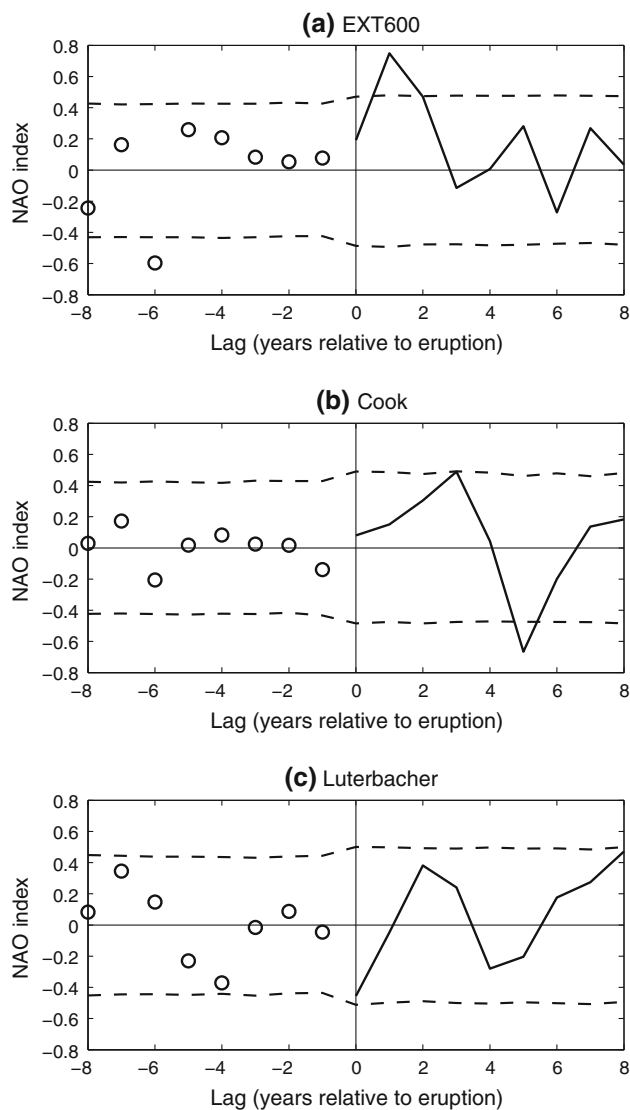 (a) EXT600
0.8
0.6
0.4
0.2
0
−0.2
−0.4
−0.6
−0.8
NAO index
−8 −6 −4 −2 0 2 4 6 8
Lag (years relative to eruption)
(b) Cook
0.8
0.6
0.4
0.2
0
−0.2
−0.4
−0.6
−0.8
NAO index
−8 −6 −4 −2 0 2 4 6 8
Lag (years relative to eruption)
(c) Luterbacher
0.8
0.6
0.4
0.2
0
−0.2
−0.4
−0.6
−0.8
NAO index
−8 −6 −4 −2 0 2 4 6 8
Lag (years relative to eruption)